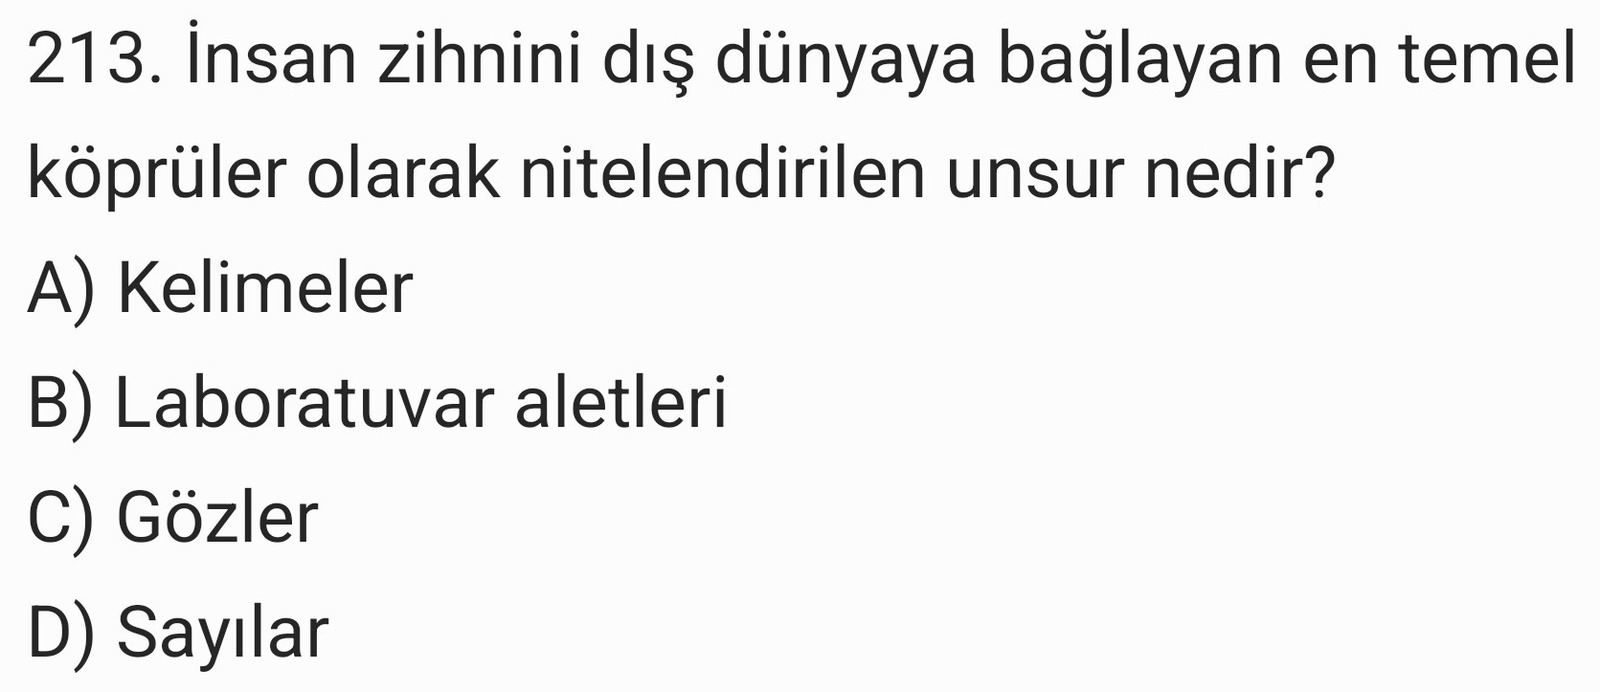 213. İnsan zihnini dış dünyaya bağlayan en temel
köprüler olarak nitelendirilen unsur nedir?
A) Kelimeler
B) Laboratuvar aletleri
C) Gözler
D) Sayılar